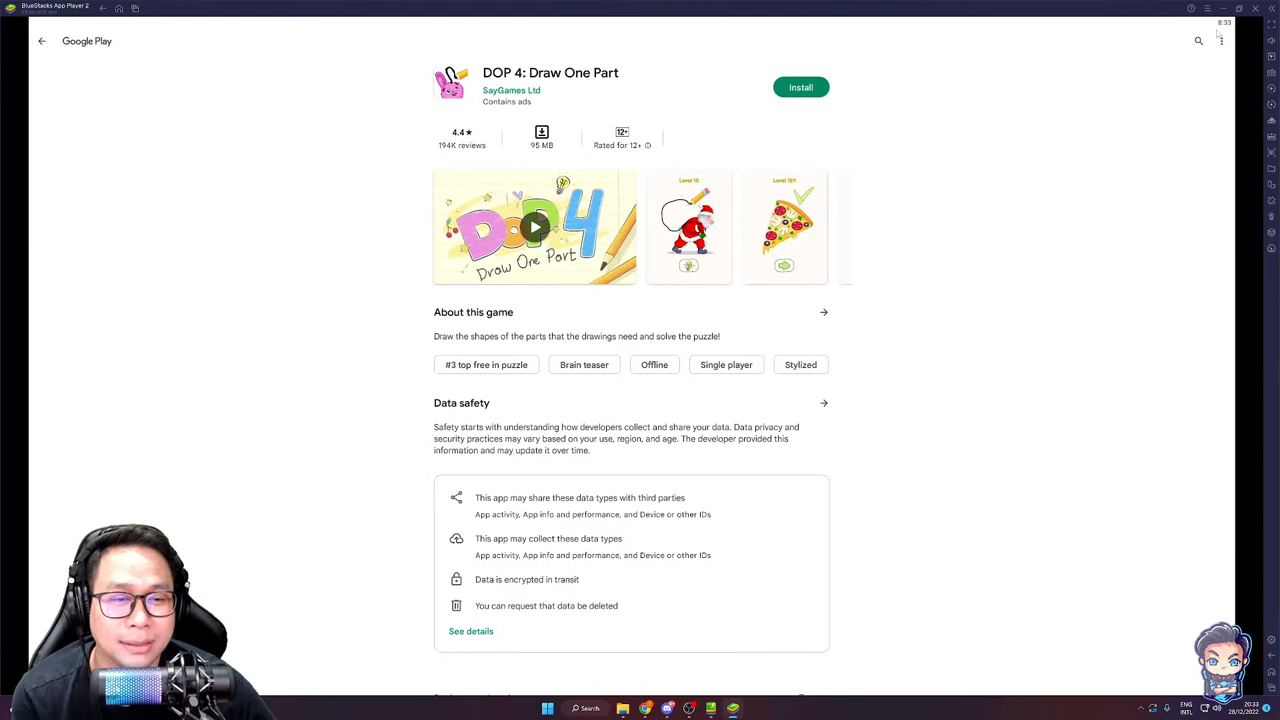 BlueStacks App Player 2
8:33
Google Play
DOP 4: Draw One Part
SayGames Ltd
Contains ads
Install
4.4★
194K reviews
95 MB
12+
Rated for 12+
DOP4
Draw One Part
Level 15
Level 121
About this game
Draw the shapes of the parts that the drawings need and solve the puzzle!
#3 top free in puzzle
Brain teaser
Offline
Single player
Stylized
Data safety
Safety starts with understanding how developers collect and share your data. Data privacy and
security practices may vary based on your use, region, and age. The developer provided this
information and may update it over time.
This app may share these data types with third parties
App activity, App info and performance, and Device or other IDs
This app may collect these data types
App activity, App info and performance, and Device or other IDs
Data is encrypted in transit
You can request that data be deleted
See details
Search
ENG
INTL
20:33
28/12/2022